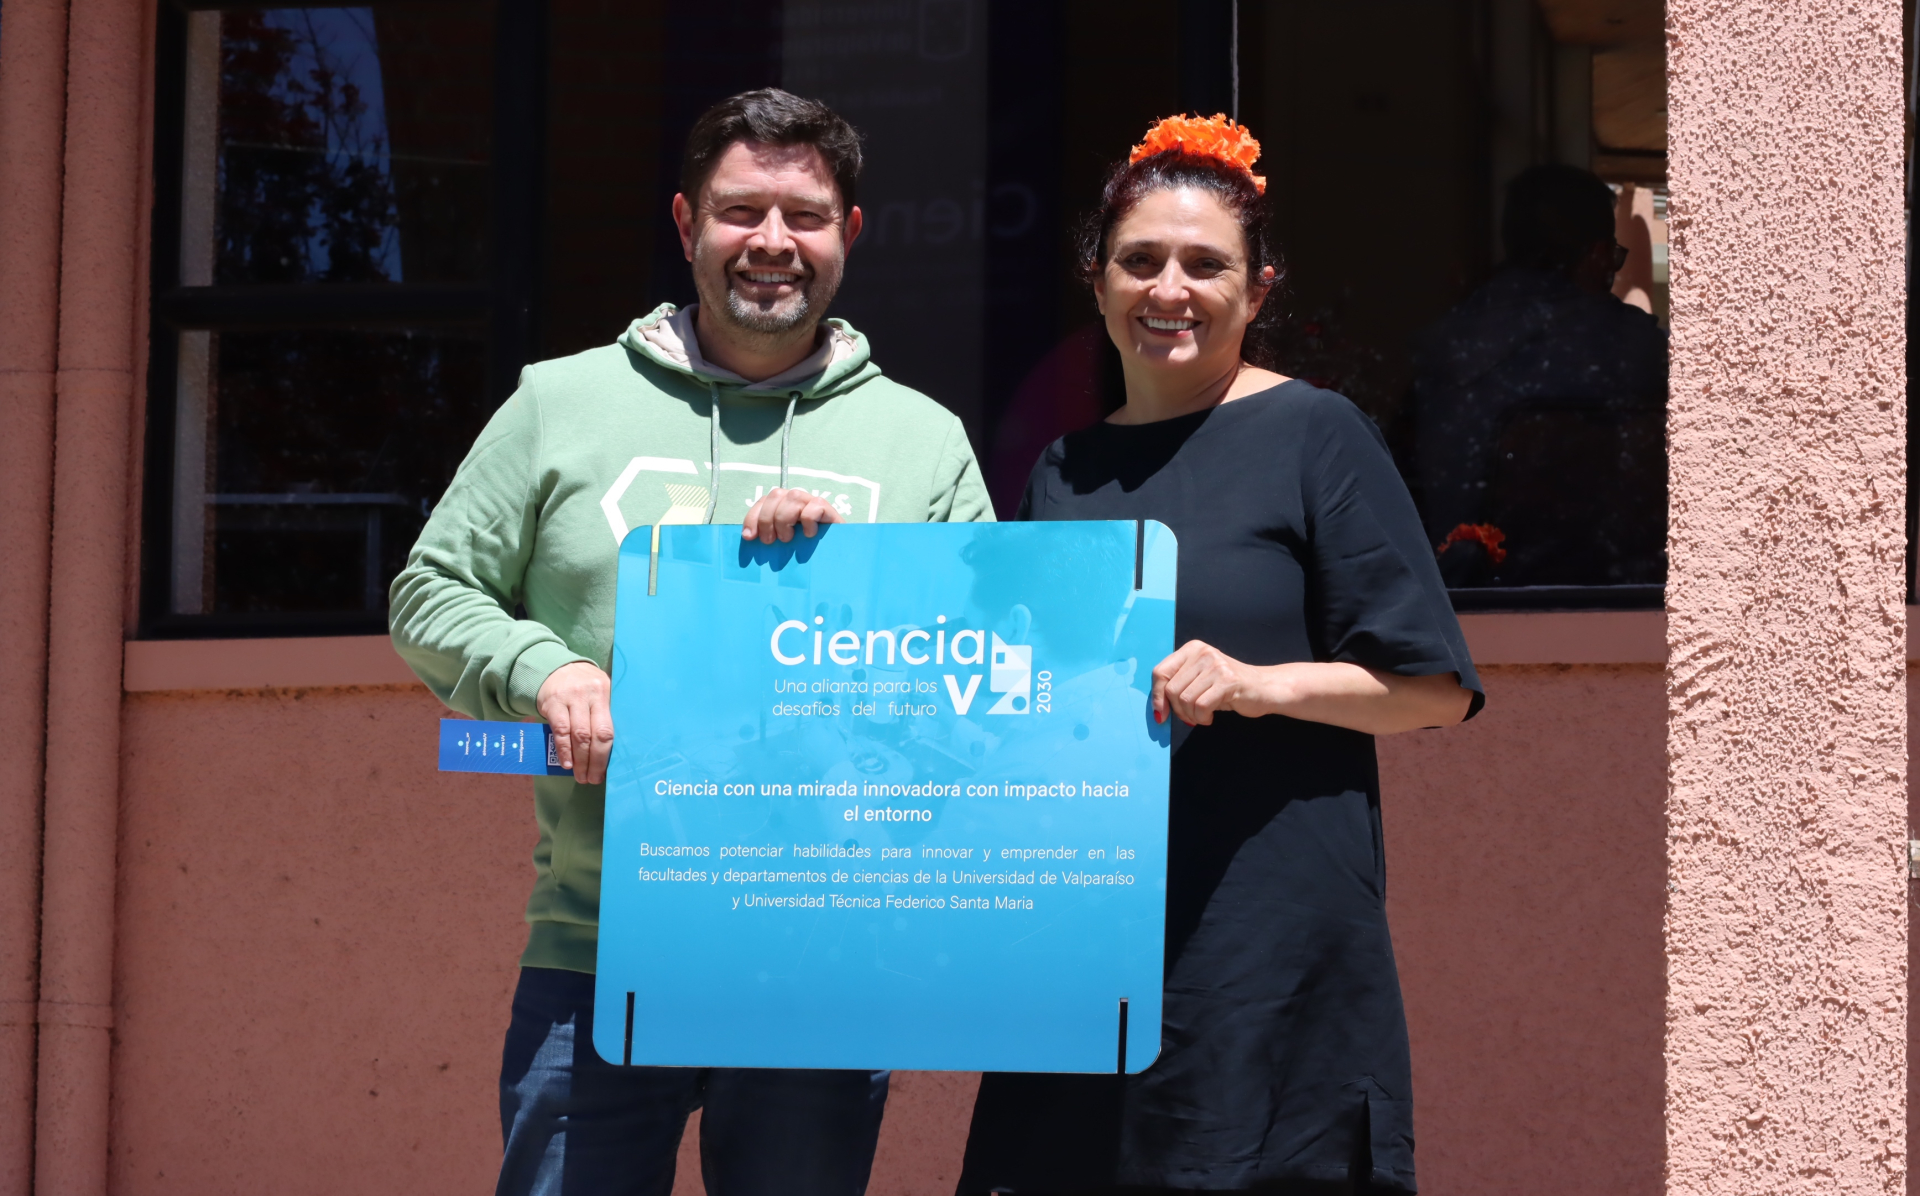 JACK &
Ciencia
Una alianza para los
desafíos del futuro
V
2030
Ciencia con una mirada innovadora con impacto hacia
el entorno
Buscamos potenciar habilidades para innovar y emprender en las
facultades y departamentos de ciencias de la Universidad de Valparaíso
y Universidad Técnica Federico Santa Maria